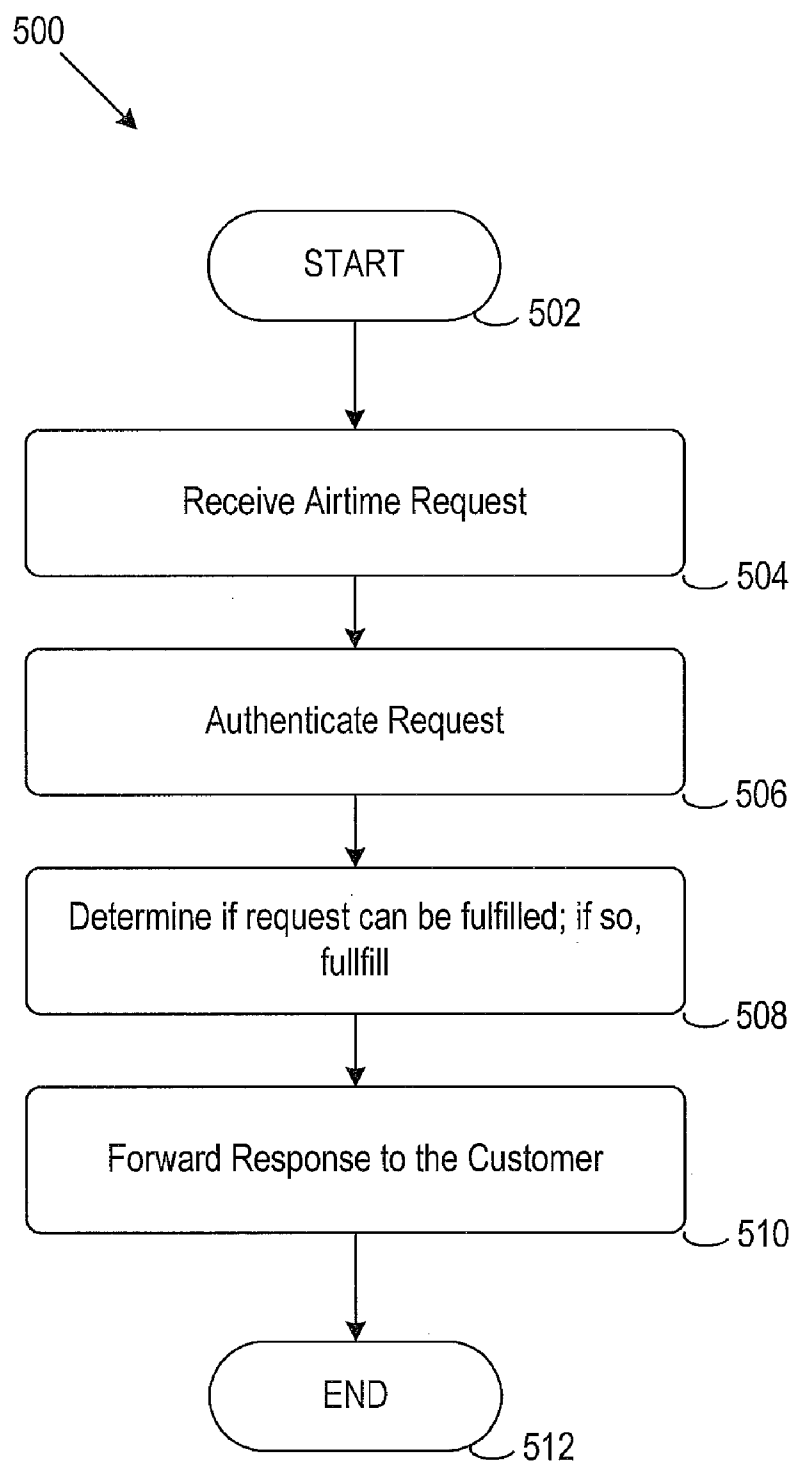 500
START
502
Receive Airtime Request
504
Authenticate Request
506
Determine if request can be fulfilled; if so,
fullfill
508
Forward Response to the Customer
510
END
512